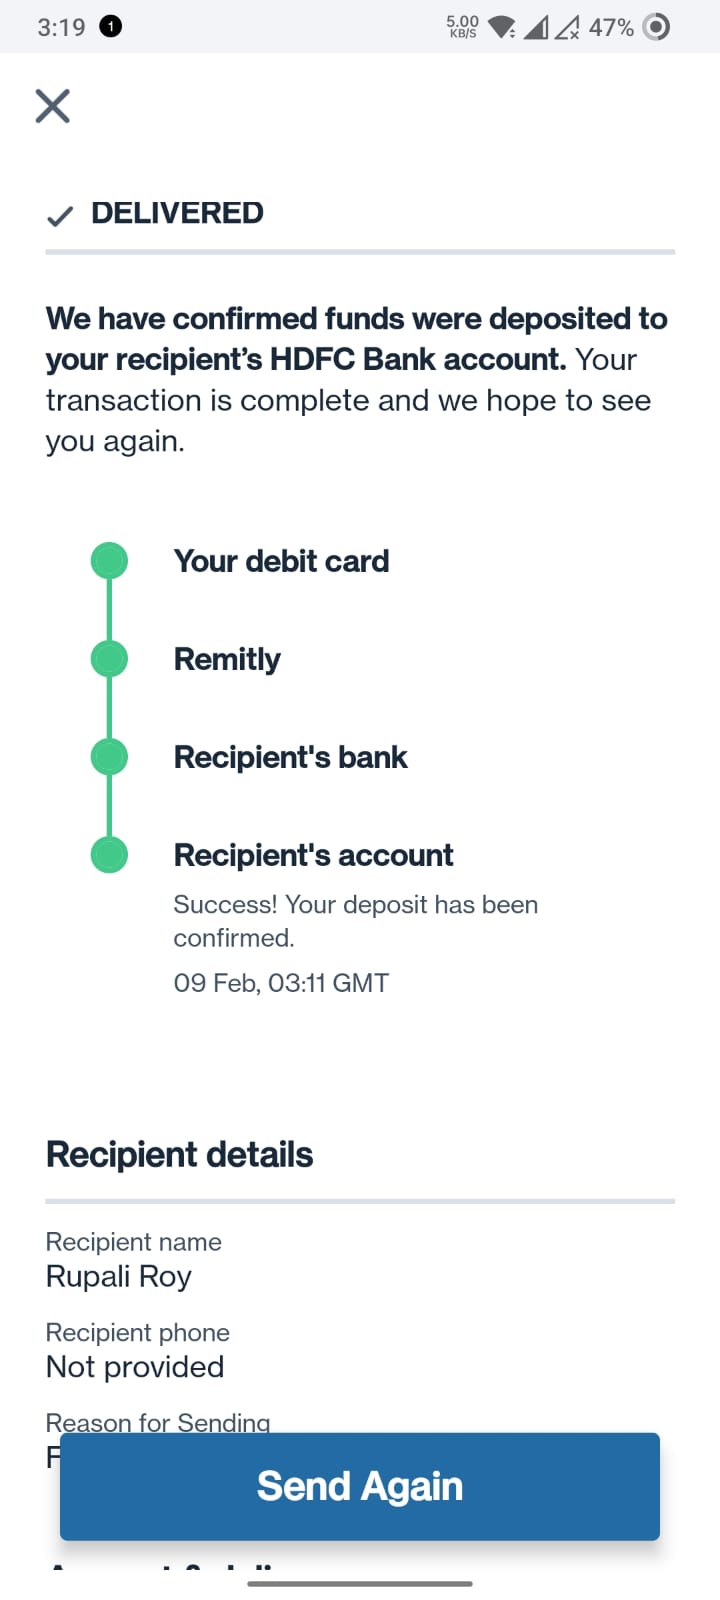 3:19 1 5.00 KB/S 47%
DELIVERED
We have confirmed funds were deposited to
your recipient's HDFC Bank account. Your
transaction is complete and we hope to see
you again.
Your debit card
Remitly
Recipient's bank
Recipient's account
Success! Your deposit has been
confirmed.
09 Feb, 03:11 GMT
Recipient details
Recipient name
Rupali Roy
Recipient phone
Not provided
Reason for Sending
Send Again